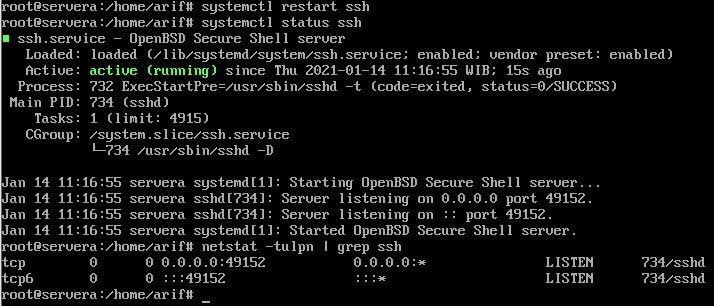 root@servera:/home/arif# systemctl restart ssh
root@servera:/home/arif# systemctl status ssh
■ ssh.service - OpenBSD Secure Shell server
   Loaded: loaded (/lib/systemd/system/ssh.service; enabled; vendor preset: enabled)
   Active: active (running) since Thu 2021-01-14 11:16:55 WIB; 15s ago
  Process: 732 ExecStartPre=/usr/sbin/sshd -t (code=exited, status=0/SUCCESS)
 Main PID: 734 (sshd)
    Tasks: 1 (limit: 4915)
   CGroup: /system.slice/ssh.service
           └─734 /usr/sbin/sshd -D
Jan 14 11:16:55 servera systemd[1]: Starting OpenBSD Secure Shell server...
Jan 14 11:16:55 servera sshd[734]: Server listening on 0.0.0.0 port 49152.
Jan 14 11:16:55 servera sshd[734]: Server listening on :: port 49152.
Jan 14 11:16:55 servera systemd[1]: Started OpenBSD Secure Shell server.
root@servera:/home/arif# netstat -tulpn | grep ssh
tcp        0      0 0.0.0.0:49152           0.0.0.0:*               LISTEN      734/sshd
tcp6       0      0 :::49152                :::*                    LISTEN      734/sshd
root@servera:/home/arif# _